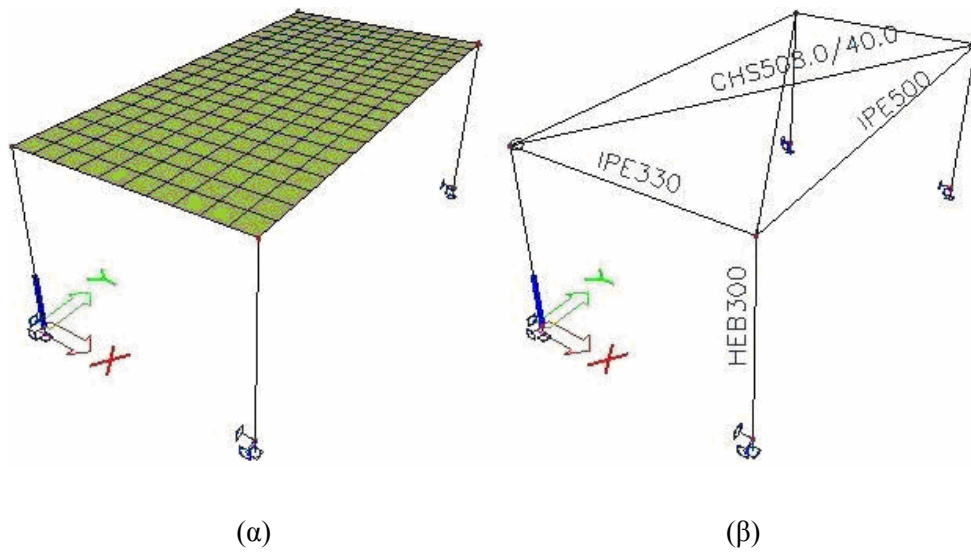 CHS508.0/40.0
IPE500
IPE330
HEB300
Y
X
Y
X
(α)
(β)